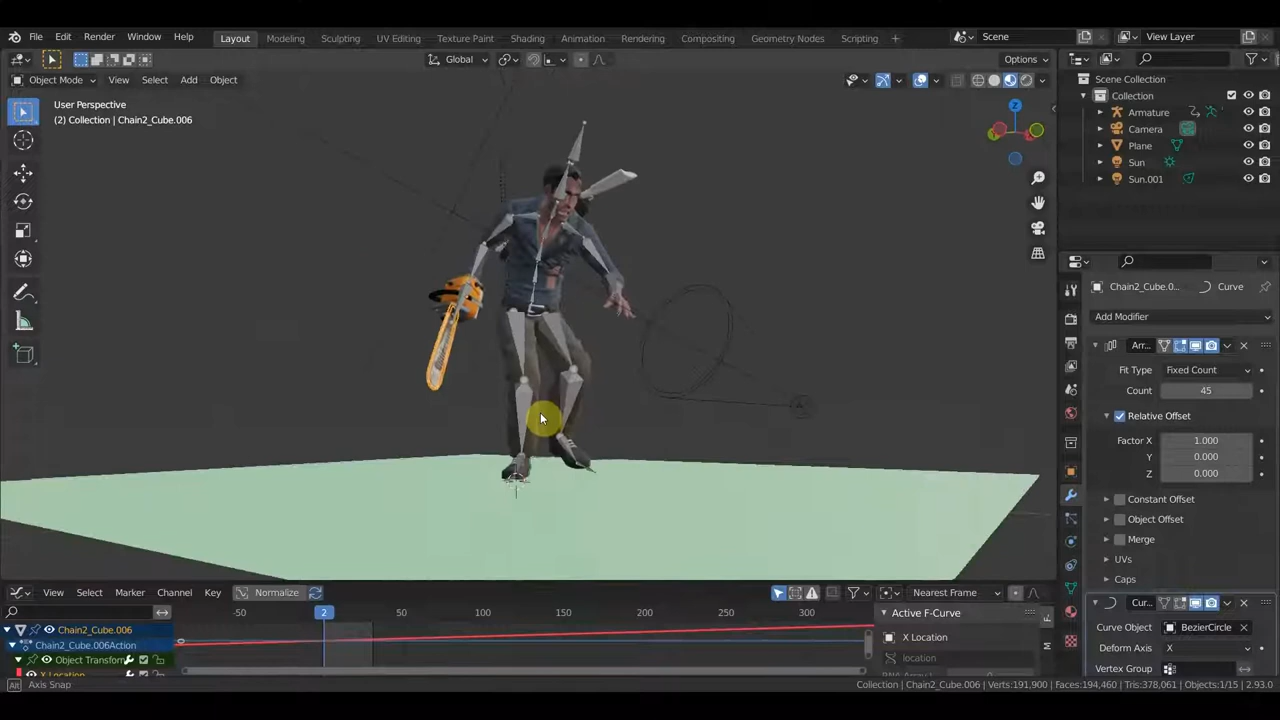 File Edit Render Window Help
Layout Modeling Sculpting UV Editing Texture Paint Shading Animation Rendering Compositing Geometry Nodes Scripting +
Scene
View Layer
Global
Options
Object Mode View Select Add Object
User Perspective
(2) Collection | Chain2_Cube.006
Z
Scene Collection
Collection
Armature
Camera
Plane
Sun
Sun.001
Chain2_Cube.0... Curve
Add Modifier
Arr...
Fit Type Fixed Count
Count 45
Relative Offset
Factor X 1.000
Y 0.000
Z 0.000
Constant Offset
Object Offset
Merge
UVs
Caps
Cur...
Curve Object BezierCircle
Deform Axis X
Vertex Group
View Select Marker Channel Key Normalize Nearest Frame
-50 2 50 100 150 200 250 300
Chain2_Cube.006
Chain2_Cube.006Action
Object Transform
X Location
Active F-Curve
X Location
location
Alt Axis Snap
Collection | Chain2_Cube.006 | Verts:191,900 | Faces:194,460 | Tris:378,061 | Objects:1/15 | 2.93.0